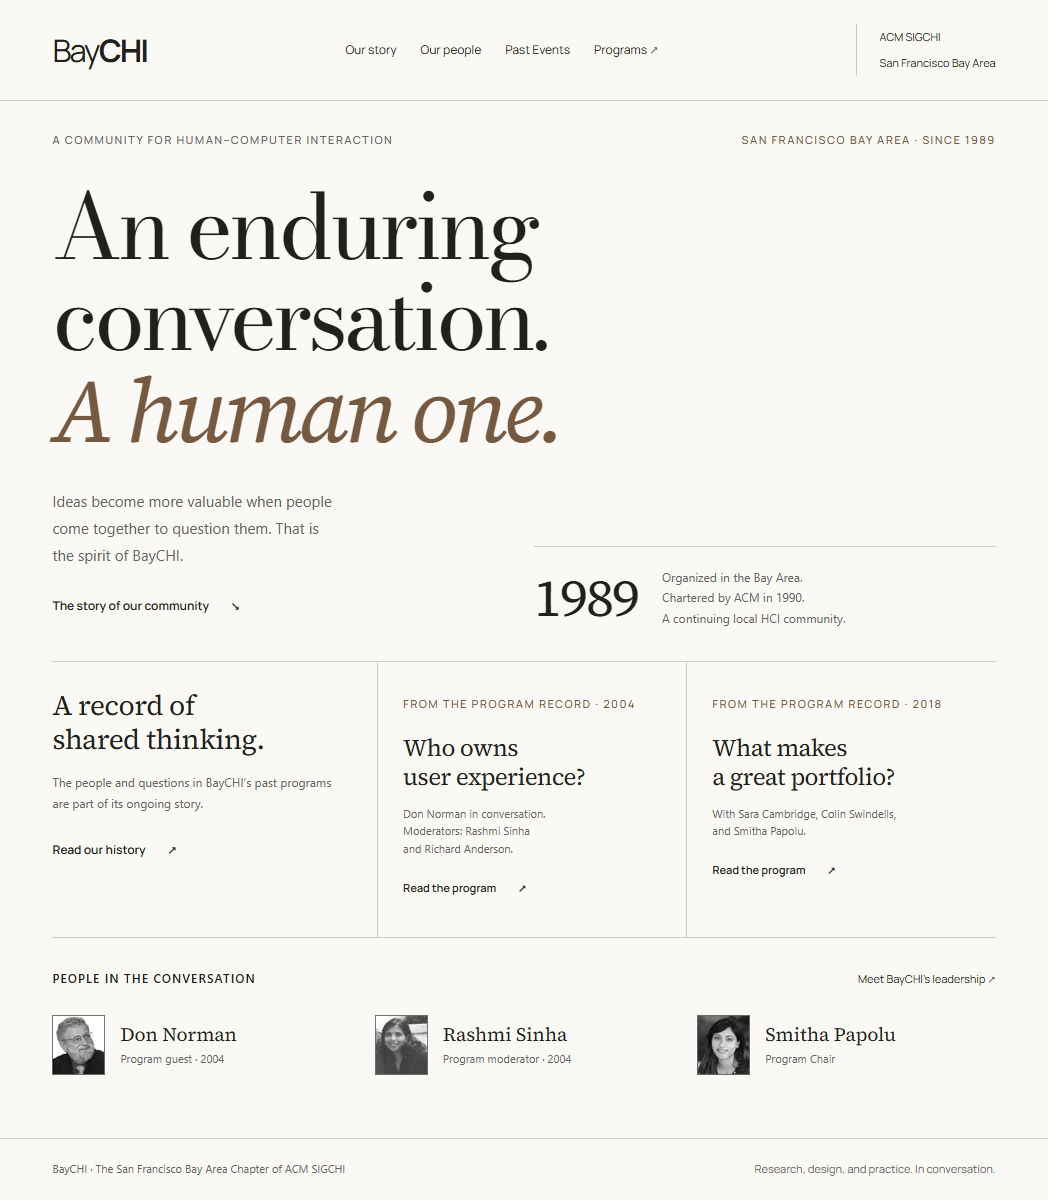 BayCHI
Our story
Our people
Past Events
Programs ↗
ACM SIGCHI
San Francisco Bay Area
A COMMUNITY FOR HUMAN–COMPUTER INTERACTION
SAN FRANCISCO BAY AREA · SINCE 1989
An enduring
conversation.
A human one.
Ideas become more valuable when people
come together to question them. That is
the spirit of BayCHI.
The story of our community ↘
1989
Organized in the Bay Area.
Chartered by ACM in 1990.
A continuing local HCI community.
A record of
shared thinking.
The people and questions in BayCHI’s past programs
are part of its ongoing story.
Read our history ↗
FROM THE PROGRAM RECORD · 2004
Who owns
user experience?
Don Norman in conversation.
Moderators: Rashmi Sinha
and Richard Anderson.
Read the program ↗
FROM THE PROGRAM RECORD · 2018
What makes
a great portfolio?
With Sara Cambridge, Colin Swindells,
and Smitha Papolu.
Read the program ↗
PEOPLE IN THE CONVERSATION
Meet BayCHI’s leadership ↗
Don Norman
Program guest · 2004
Rashmi Sinha
Program moderator · 2004
Smitha Papolu
Program Chair
BayCHI · The San Francisco Bay Area Chapter of ACM SIGCHI
Research, design, and practice. In conversation.